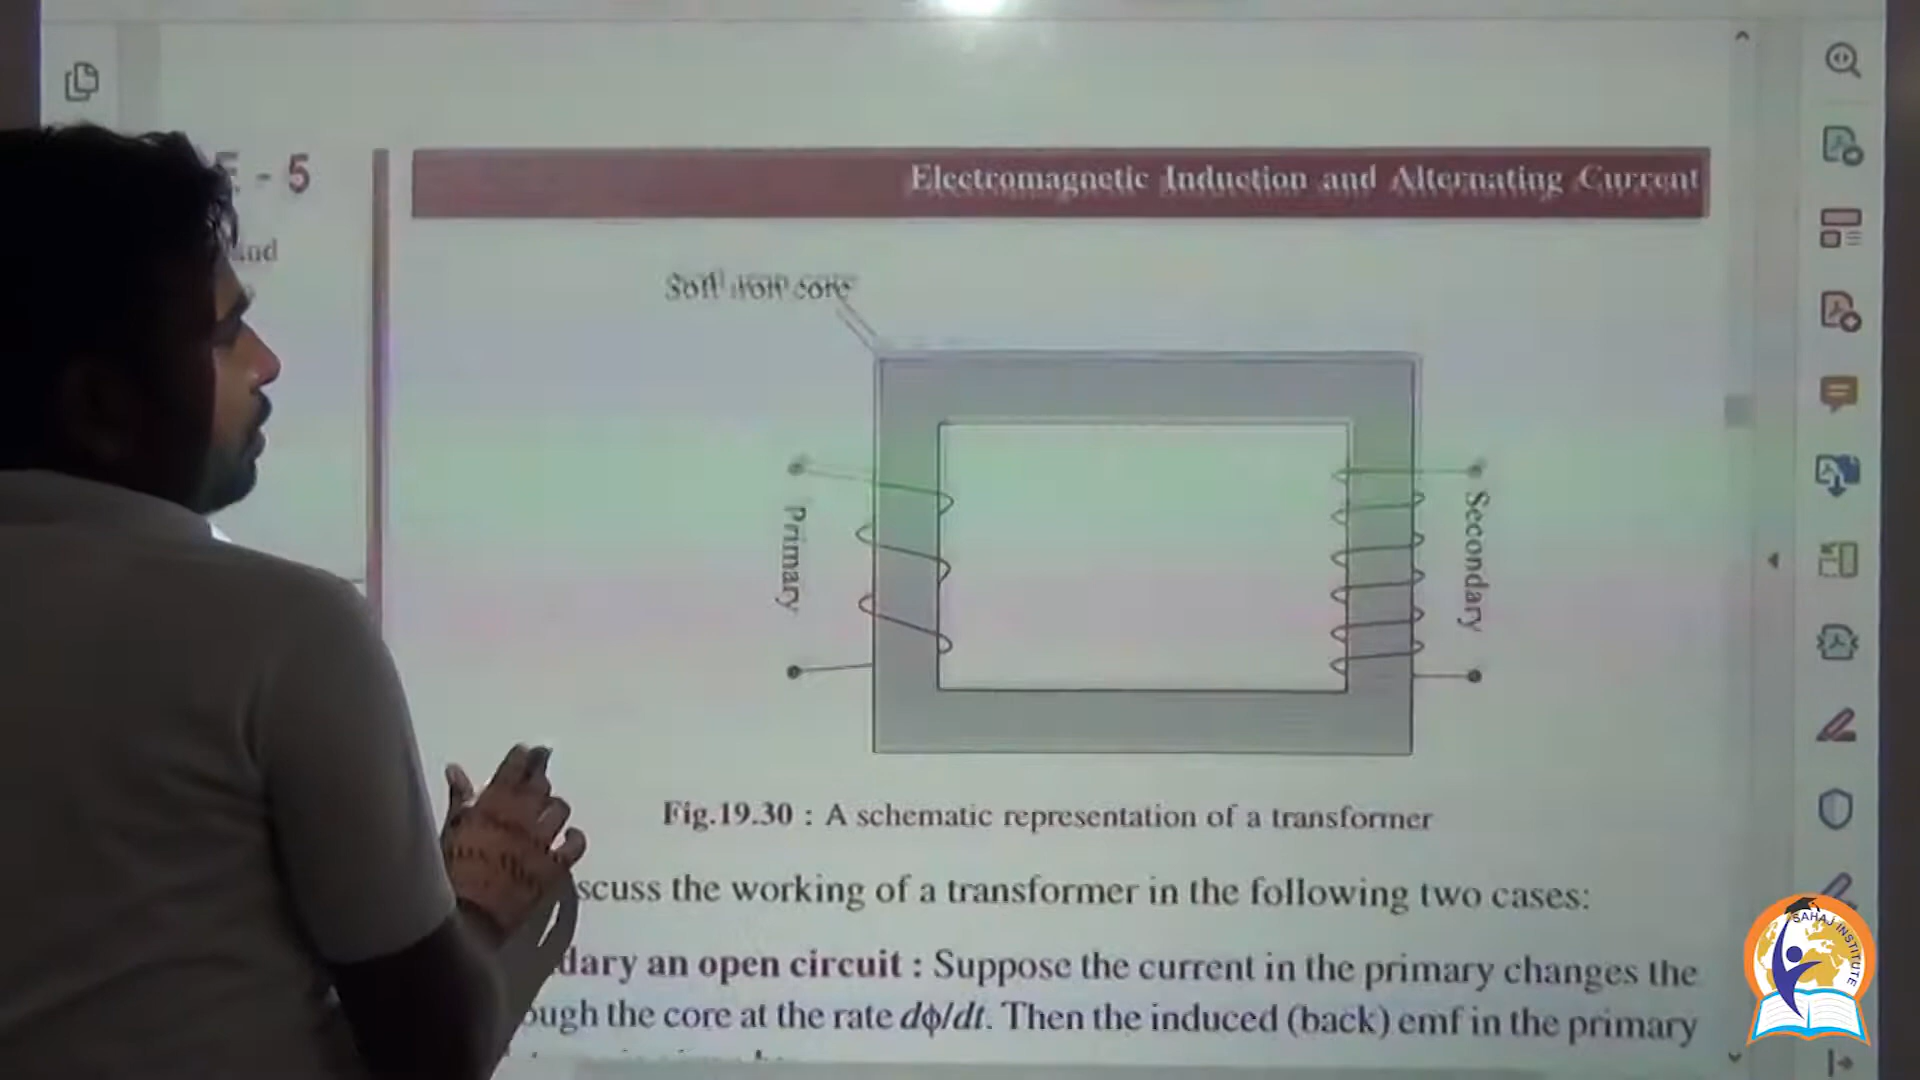 E - 5
Electromagnetic Induction and Alternating Current
and
Soft iron core
Primary
Secondary
Fig.19.30 : A schematic representation of a transformer
scuss the working of a transformer in the following two cases:
dary an open circuit : Suppose the current in the primary changes the
ough the core at the rate dϕ/dt. Then the induced (back) emf in the primary
SAHAJ INSTITUTE